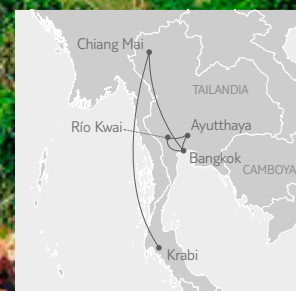 Chiang Mai
TAILANDIA
Río Kwai
Ayutthaya
Bangkok
CAMBOYA
Krabi